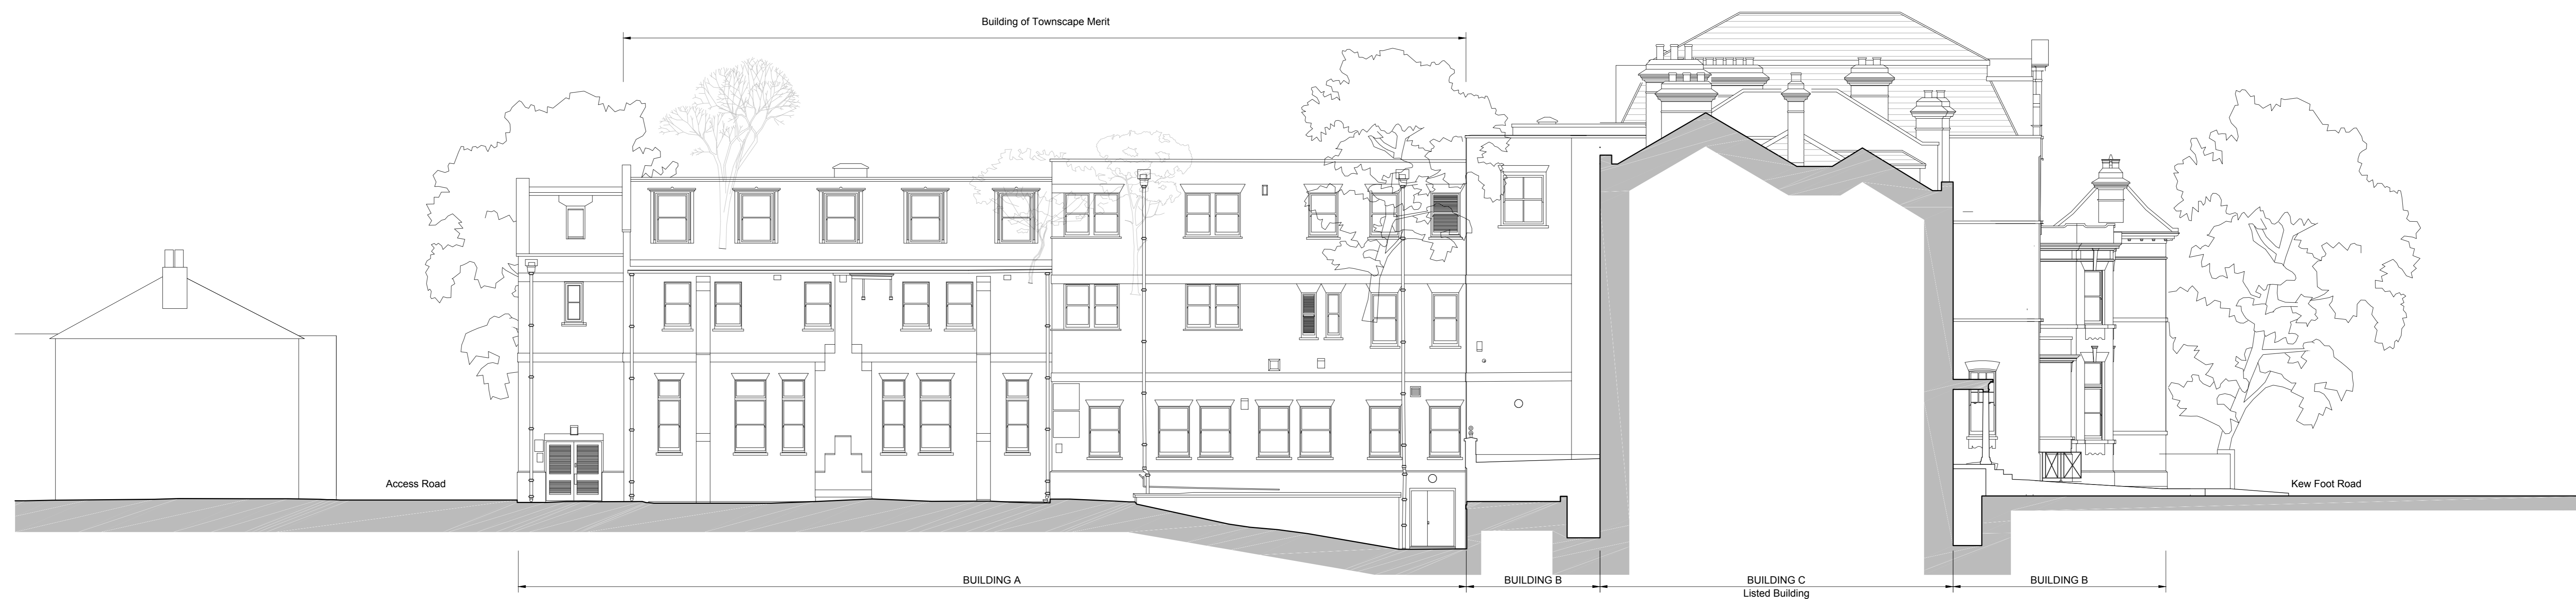 Building of Townscape Merit
Access Road
Kew Foot Road
BUILDING A
BUILDING B
BUILDING C
BUILDING B
Listed Building